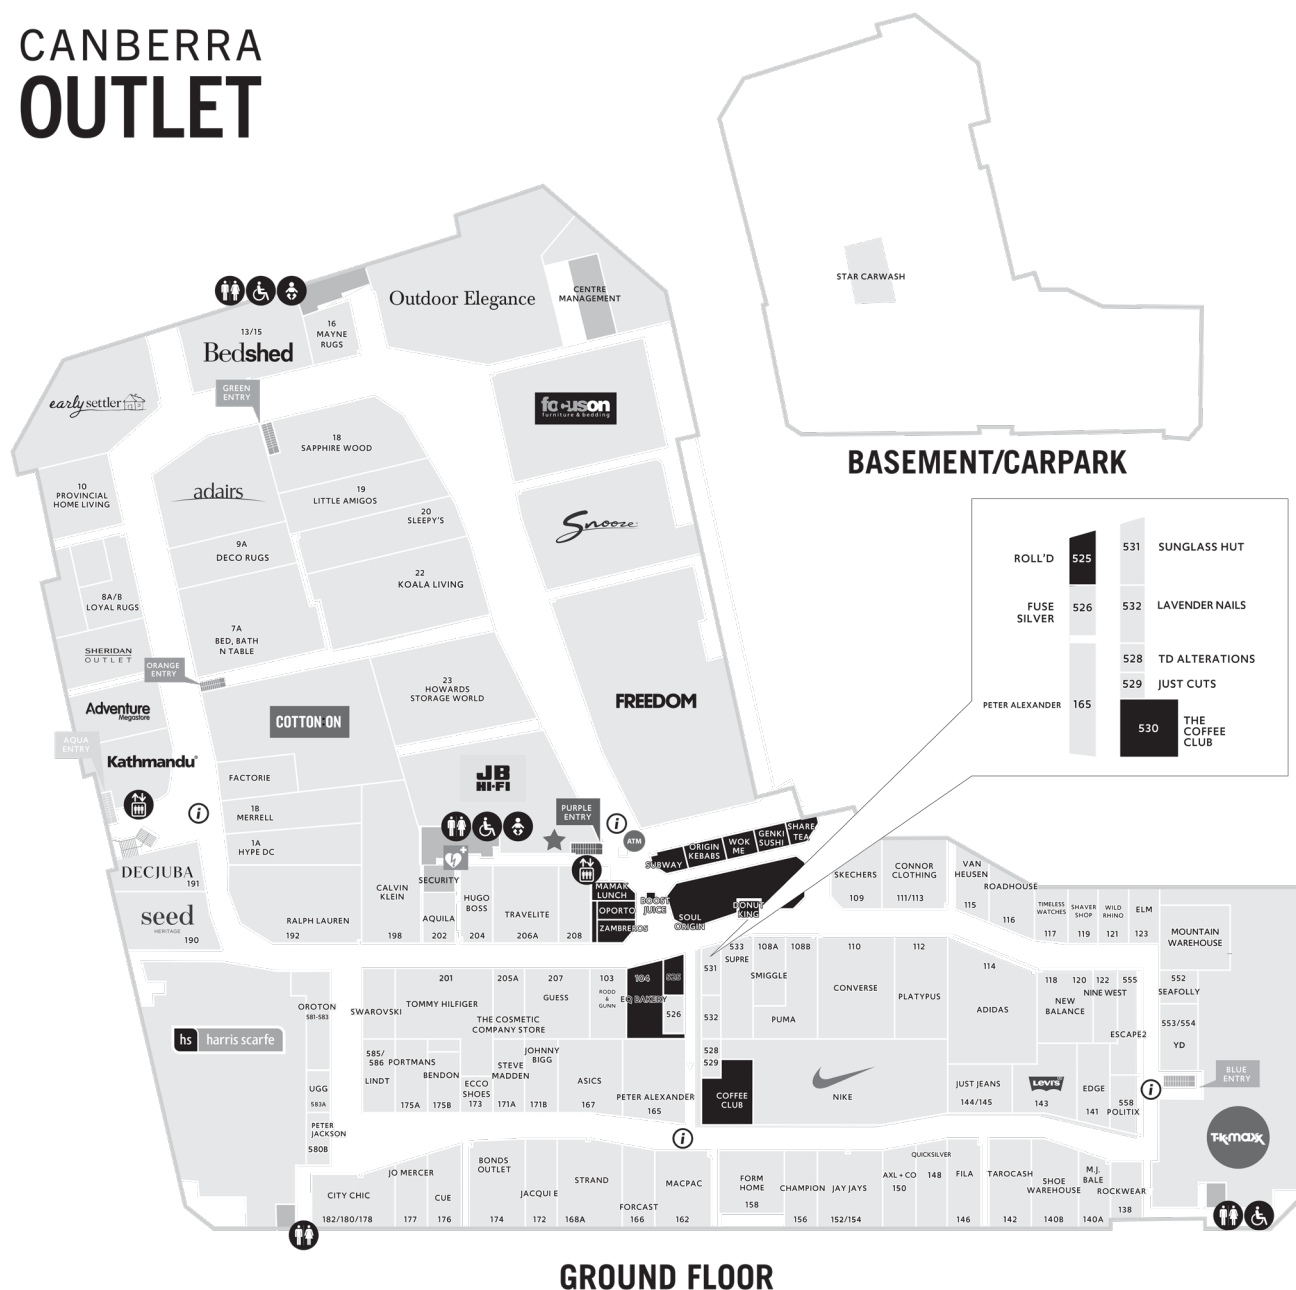 CANBERRA
OUTLET
STAR CARWASH
BASEMENT/CARPARK
Outdoor Elegance
CENTRE
MANAGEMENT
13/15
Bedshed
16
MAYNE
RUGS
GREEN
ENTRY
early settler
focuson
furniture & bedding
18
SAPPHIRE WOOD
10
PROVINCIAL
HOME LIVING
adairs
19
LITTLE AMIGOS
20
SLEEPY'S
Snooze
9A
DECO RUGS
22
KOALA LIVING
8A/B
LOYAL RUGS
7A
BED, BATH
N TABLE
SHERIDAN
OUTLET
ORANGE
ENTRY
23
HOWARDS
STORAGE WORLD
FREEDOM
Adventure
Megastore
COTTON:ON
AQUA
ENTRY
Kathmandu
FACTORIE
JB
HI-FI
1B
MERRELL
1A
HYPE DC
PURPLE
ENTRY
ATM
SECURITY
DECJUBA
191
seed
HERITAGE
190
RALPH LAUREN
192
CALVIN
KLEIN
198
AQUILA
202
HUGO
BOSS
204
TRAVELITE
206A
208
MAMAK
LUNCH
OPORTO
ZAMBREROS
SUBWAY
ORIGIN
KEBABS
WOK
ME
GENKI
SUSHI
SHARE
TEA
BOOST
JUICE
SOUL
ORIGIN
DONUT
KING
ROLL'D
525
FUSE
SILVER
526
PETER ALEXANDER
165
531
SUNGLASS HUT
532
LAVENDER NAILS
528
TD ALTERATIONS
529
JUST CUTS
530
THE
COFFEE
CLUB
SKECHERS
109
CONNOR
CLOTHING
111/113
VAN
HEUSEN
115
ROADHOUSE
116
TIMELESS
WATCHES
117
SHAVER
SHOP
119
WILD
RHINO
121
ELM
123
MOUNTAIN
WAREHOUSE
hs harris scarfe
OROTON
581-583
UGG
583A
PETER
JACKSON
580B
SWAROVSKI
201
TOMMY HILFIGER
205A
THE COSMETIC
COMPANY STORE
207
GUESS
103
RODD
&
GUNN
104
EQ BAKERY
525
526
531
532
528
529
533
SUPRE
108A
SMIGGLE
108B
PUMA
110
CONVERSE
112
PLATYPUS
114
ADIDAS
118
NEW
BALANCE
120
122
NINE WEST
555
ESCAPE2
552
SEAFOLLY
553/554
YD
BLUE
ENTRY
585/
586
LINDT
PORTMANS
175A
BENDON
175B
ECCO
SHOES
173
STEVE
MADDEN
171A
JOHNNY
BIGG
171B
ASICS
167
PETER ALEXANDER
165
COFFEE
CLUB
NIKE
JUST JEANS
144/145
LEVI'S
143
EDGE
141
558
POLITIX
TK-maxx
CITY CHIC
182/180/178
JO MERCER
177
CUE
176
BONDS
OUTLET
174
JACQUI E
172
STRAND
168A
FORCAST
166
MACPAC
162
FORM
HOME
158
CHAMPION
156
JAY JAYS
152/154
AXL + CO
150
QUICKSILVER
148
FILA
146
TAROCASH
142
SHOE
WAREHOUSE
140B
M.J.
BALE
140A
ROCKWEAR
138
GROUND FLOOR